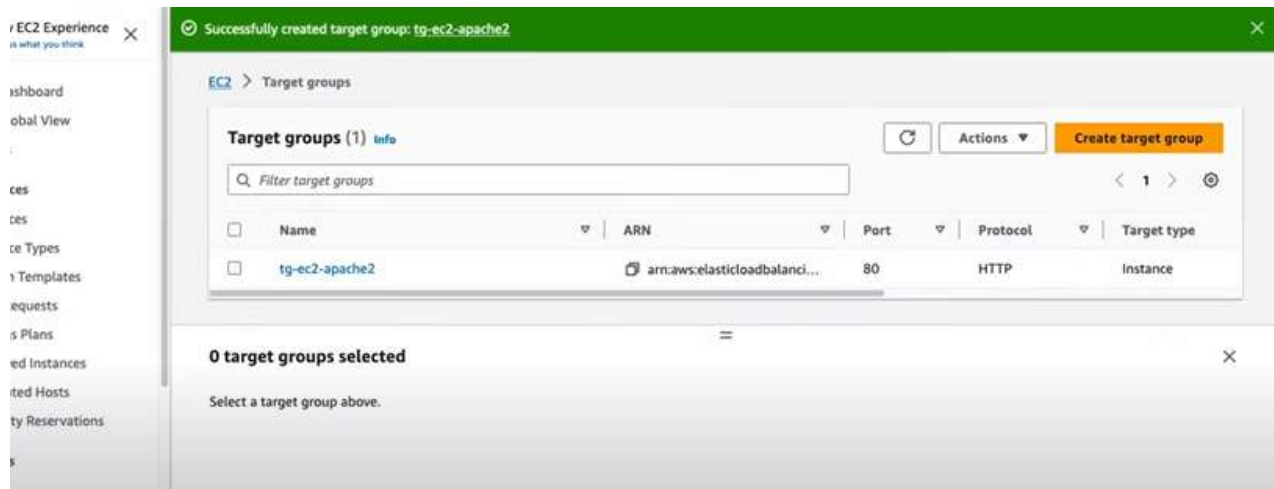 EC2 Experience
what you think
Successfully created target group: tg-ec2-apache2
EC2 > Target groups
Target groups (1) Info
Actions
Create target group
Filter target groups
1
Name ARN Port Protocol Target type
tg-ec2-apache2 arn:aws:elasticloadbalanci... 80 HTTP Instance
0 target groups selected
Select a target group above.
ashboard
obal View
ces
ces
ce Types
n Templates
equests
s Plans
ed Instances
ted Hosts
ty Reservations
s